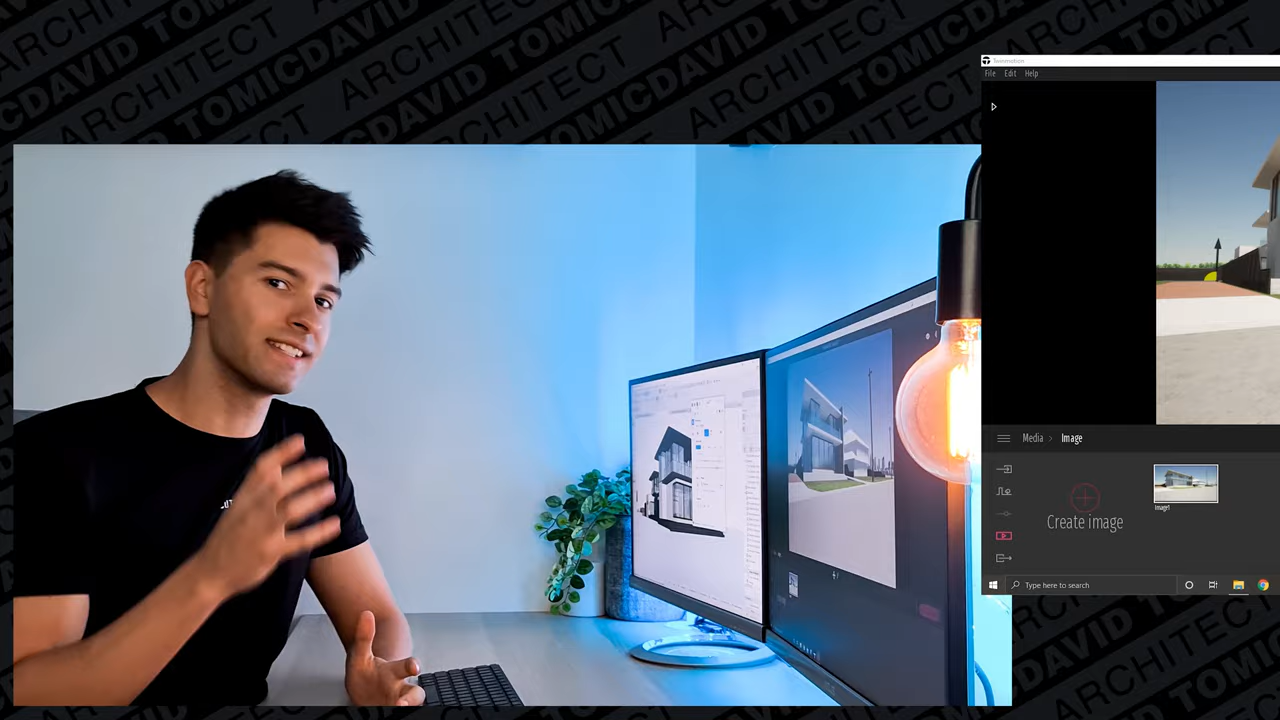 ARCHITECT
DAVID TOMIC
Twinmotion
File Edit Help
Media > Image
Create image
Image1
Type here to search